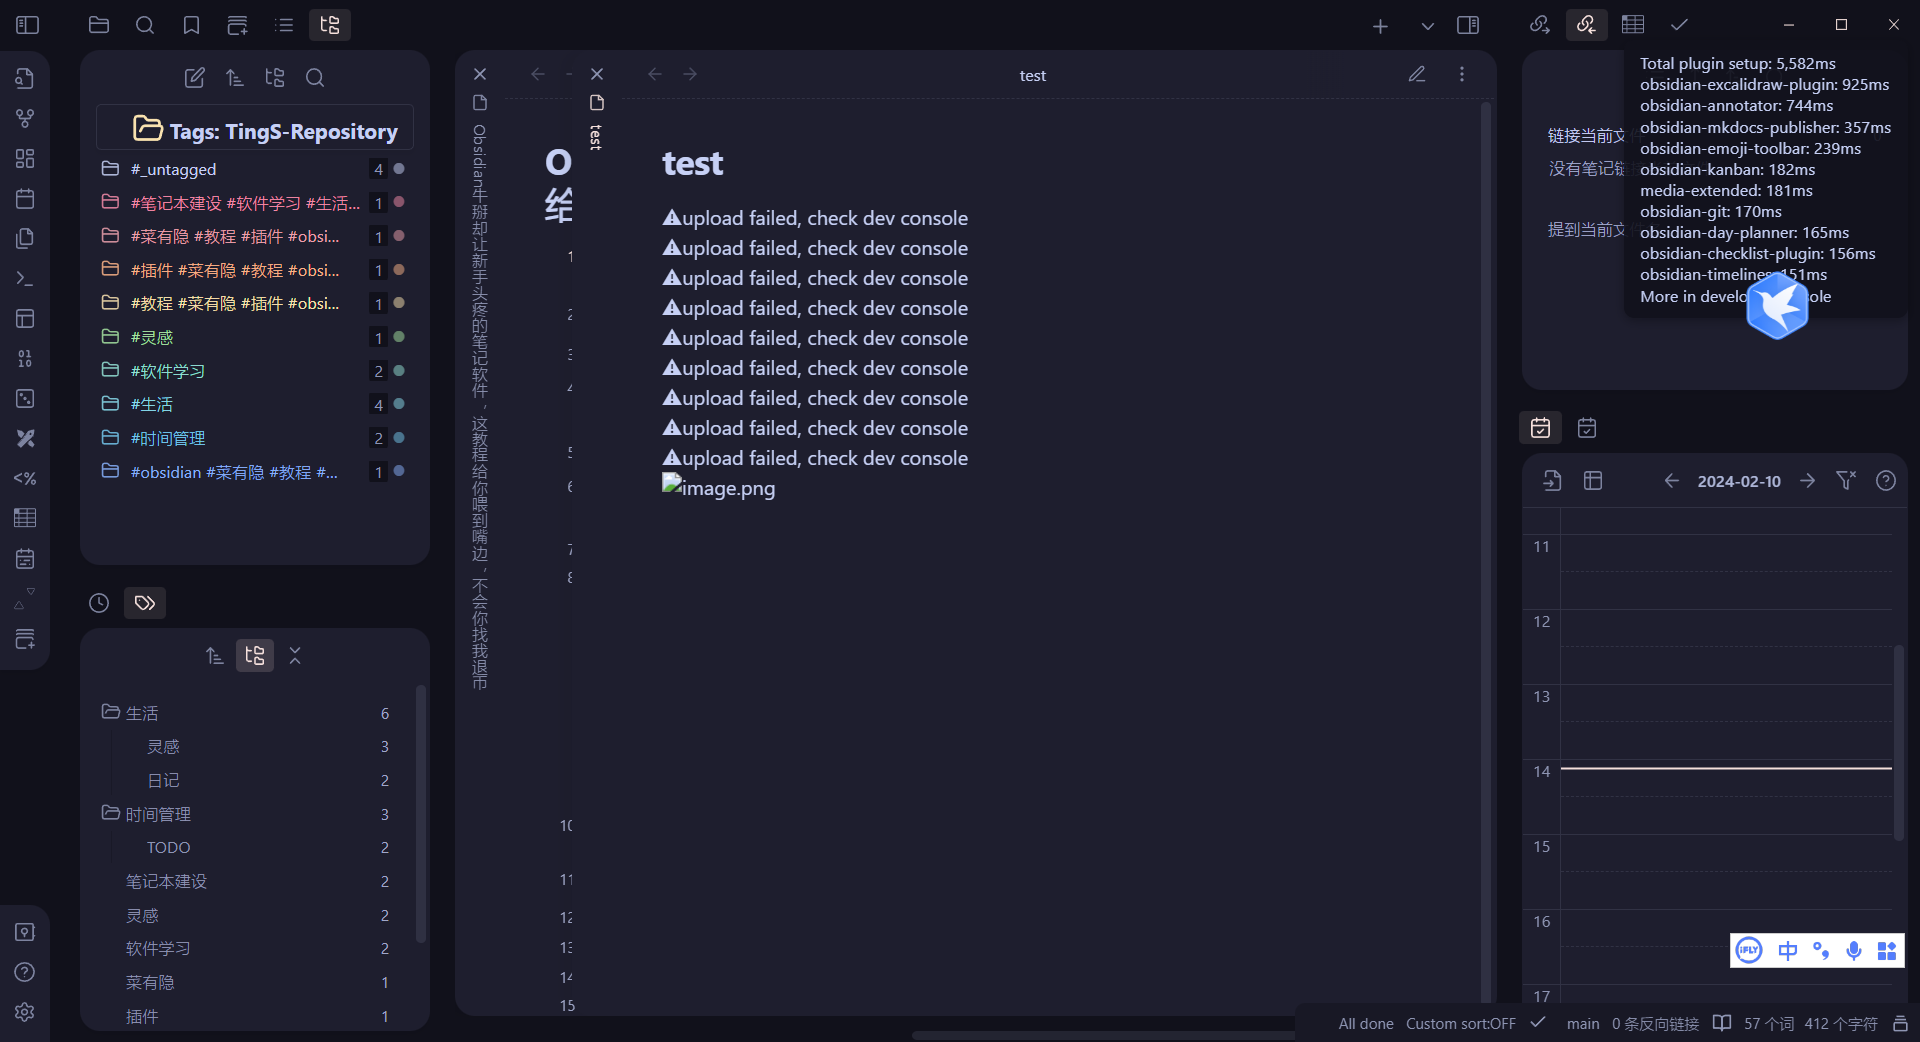 Tags: TingS-Repository
#_untagged 4
#笔记本建设 #软件学习 #生活... 1
#菜有隐 #教程 #插件 #obsi... 1
#插件 #菜有隐 #教程 #obsi... 1
#教程 #菜有隐 #插件 #obsi... 1
#灵感 1
#软件学习 2
#生活 4
#时间管理 2
#obsidian #菜有隐 #教程 #... 1
生活 6
灵感 3
日记 2
时间管理 3
TODO 2
笔记本建设 2
灵感 2
软件学习 2
菜有隐 1
插件 1
Obsidian牛掰却让新手头疼的笔记软件，这教程给你喂到嘴边，不会你找我退币
O
给
1
2
3
4
5
6
7
8
10
11
12
13
14
15
test
test
test
upload failed, check dev console
upload failed, check dev console
upload failed, check dev console
upload failed, check dev console
upload failed, check dev console
upload failed, check dev console
upload failed, check dev console
upload failed, check dev console
upload failed, check dev console
image.png
链接当前文
没有笔记链
提到当前文
Total plugin setup: 5,582ms
obsidian-excalidraw-plugin: 925ms
obsidian-annotator: 744ms
obsidian-mkdocs-publisher: 357ms
obsidian-emoji-toolbar: 239ms
obsidian-kanban: 182ms
media-extended: 181ms
obsidian-git: 170ms
obsidian-day-planner: 165ms
obsidian-checklist-plugin: 156ms
obsidian-timelines: 151ms
More in develo
2024-02-10
11
12
13
14
15
16
17
iFLY 中
All done Custom sort:OFF main 0 条反向链接 57 个词 412 个字符